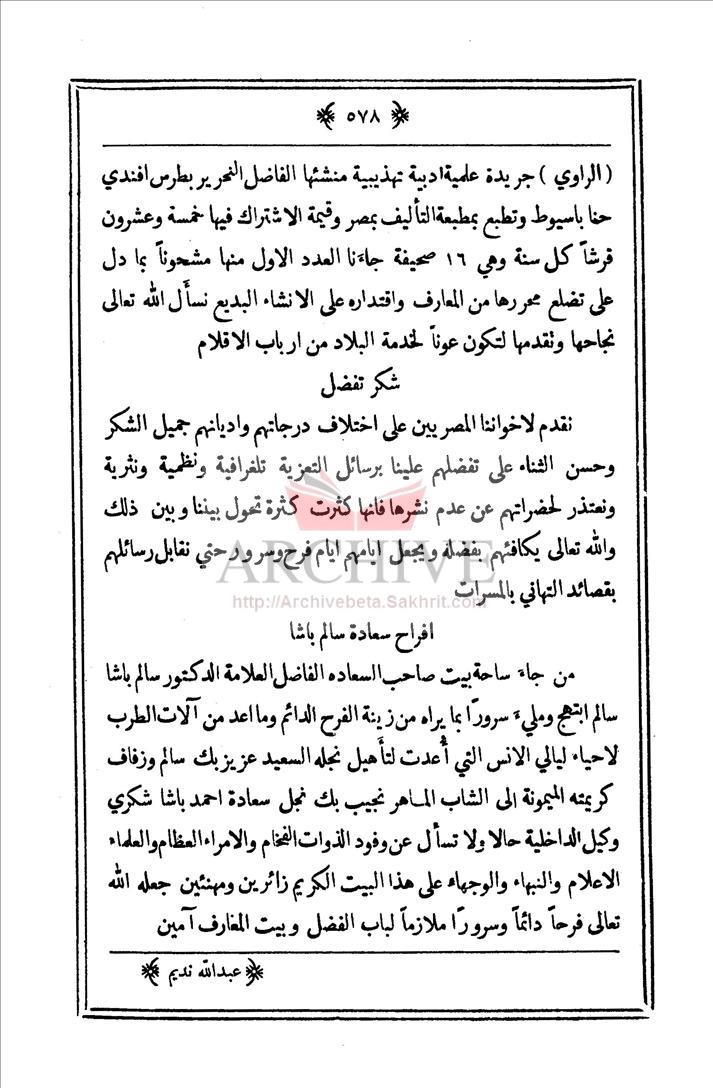 ٥٧٨
( الراوي ) جريدة علمية ادبية تهذيبية منشئها الفاضل النحرير بطرس افندي
حنا باسيوط وتطبع بمطبعة التأليف بمصر وقيمة الاشتراك فيها خمسة وعشرون
قرشاً كل سنة وهي ١٦ صحيفة جاءنا العدد الاول منها مشحوناً بما دل
على تضلع محررها من المعارف واقتداره على الانشاء البديع نسأل الله تعالى
نجاحها وتقدمها لتكون عوناً لخدمة البلاد من ارباب الاقلام
شكر تفضل
نقدم لاخواننا المصريين على اختلاف درجاتهم واديانهم جميل الشكر
وحسن الثناء على تفضلهم علينا برسائل التعزية تلغرافية ونظمية ونثرية
ونعتذر لحضراتهم عن عدم نشرها فانها كثرت كثرة تحول بيننا وبين ذلك
والله تعالى يكافئهم بفضله ويجعل ايامهم ايام فرح وسرور حتي نقابل رسائلهم
ARCHIVE
بقصائد التهاني بالمسرات
http://Archivebeta.Sakhrit.com
افراح سعادة سالم باشا
من جاء ساحة بيت صاحب السعاده الفاضل العلامة الدكتور سالم باشا
سالم ابتهج ومليء سرورًا بما يراه من زينة الفرح الدائم وما اعد من آلات الطرب
لاحياء ليالي الانس التي أُعدت لتأهيل نجله السعيد عزيز بك سالم وزفاف
كريمته الميمونة الى الشاب الماهر نجيب بك نجل سعادة احمد باشا شكري
وكيل الداخلية حالا ولا تسأل عن وفود الذوات الفخام والامراء العظام والعلماء
الاعلام والنبهاء والوجهاء على هذا البيت الكريم زائرين ومهنئين جعله الله
تعالى فرحاً دائماً وسرورًا ملازماً لباب الفضل وبيت المعارف آمين
عبدالله نديم